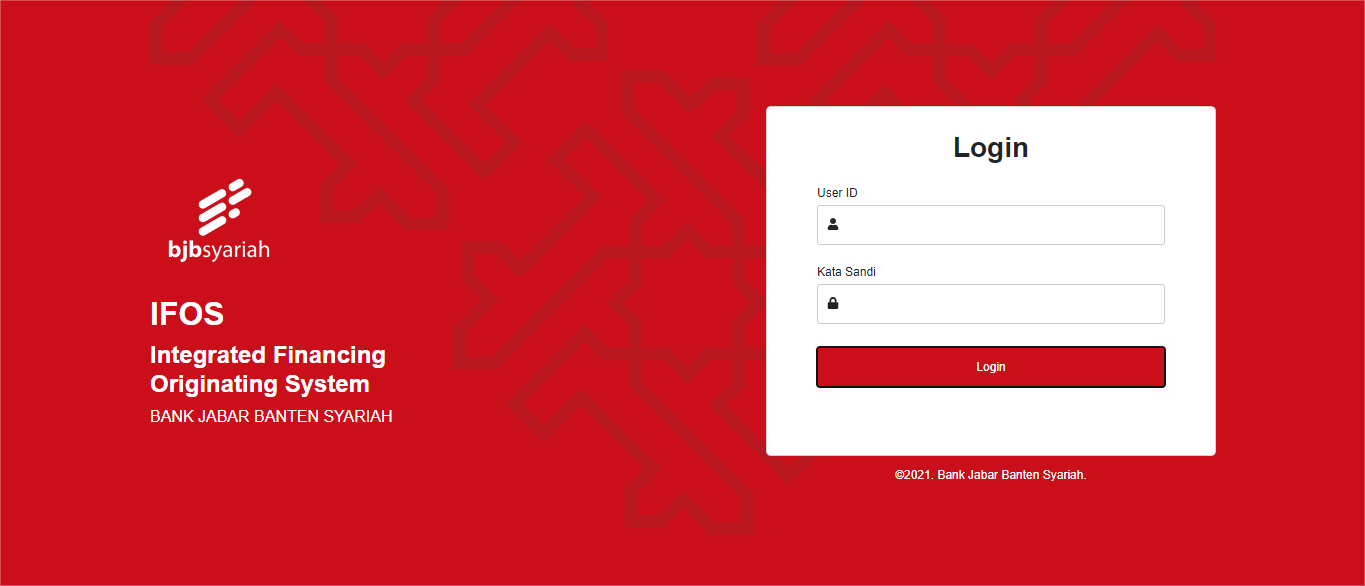 bjbsyariah
IFOS
Integrated Financing
Originating System
BANK JABAR BANTEN SYARIAH
Login
User ID
Kata Sandi
Login
©2021. Bank Jabar Banten Syariah.